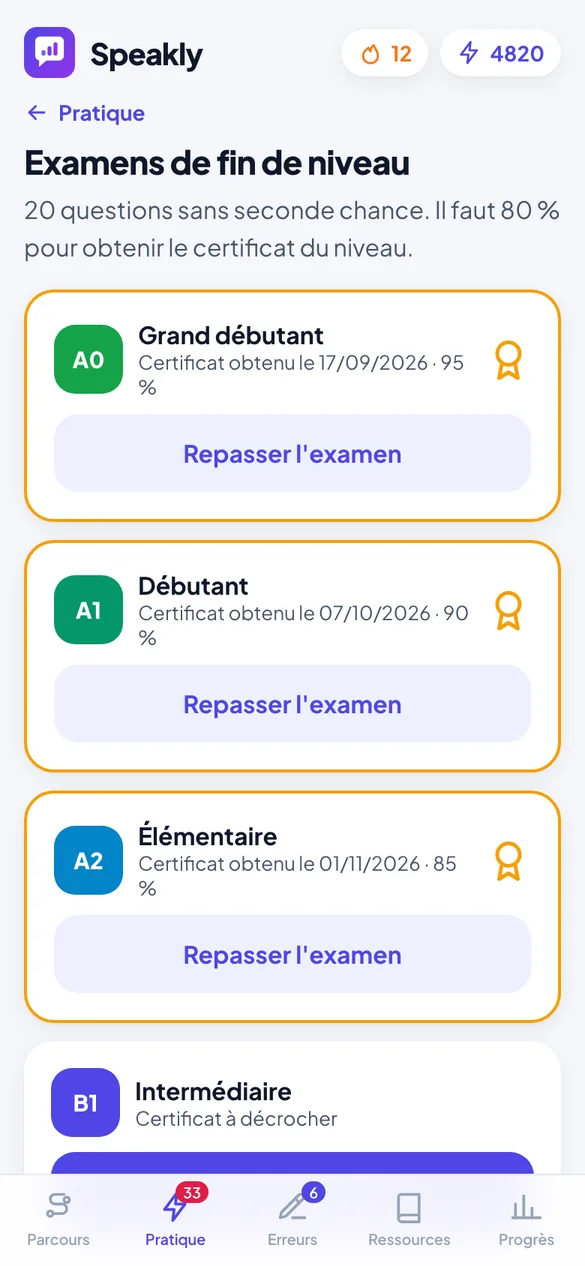 Speakly
12
4820
← Pratique
Examens de fin de niveau
20 questions sans seconde chance. Il faut 80 %
pour obtenir le certificat du niveau.
A0
Grand débutant
Certificat obtenu le 17/09/2026 · 95
%
Repasser l'examen
A1
Débutant
Certificat obtenu le 07/10/2026 · 90
%
Repasser l'examen
A2
Élémentaire
Certificat obtenu le 01/11/2026 · 85
%
Repasser l'examen
B1
Intermédiaire
Certificat à décrocher
33
6
Parcours
Pratique
Erreurs
Ressources
Progrès